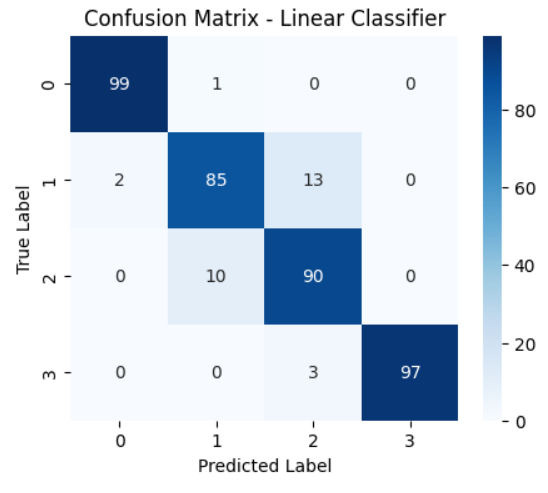 Confusion Matrix - Linear Classifier
True Label
0 99 1 0 0
1 2 85 13 0
2 0 10 90 0
3 0 0 3 97
0 1 2 3
Predicted Label
80
60
40
20
0